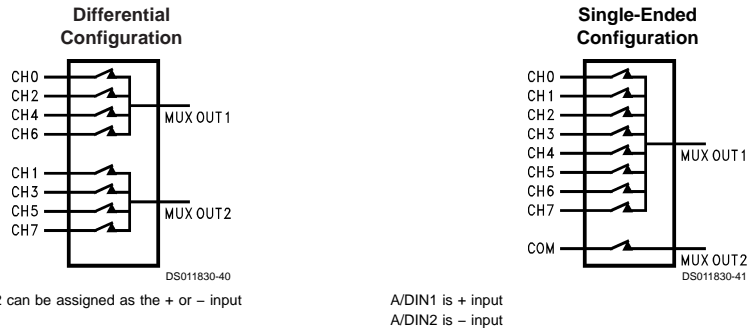 Differential
Configuration
CH0
CH2
CH4
CH6
MUX OUT1
CH1
CH3
CH5
CH7
MUX OUT2
DS011830-40
2 can be assigned as the + or − input
Single-Ended
Configuration
CH0
CH1
CH2
CH3
CH4
CH5
CH6
CH7
MUX OUT1
COM
MUX OUT2
DS011830-41
A/DIN1 is + input
A/DIN2 is − input